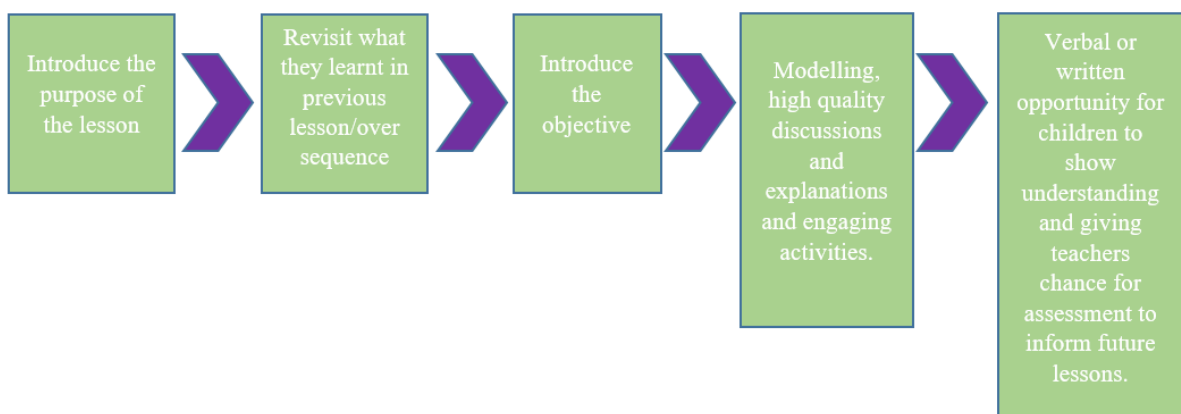 Introduce the
purpose of
the lesson
Revisit what
they learnt in
previous
lesson/over
sequence
Introduce
the
objective
Modelling,
high quality
discussions
and
explanations
and engaging
activities.
Verbal or
written
opportunity for
children to
show
understanding
and giving
teachers
chance for
assessment to
inform future
lessons.